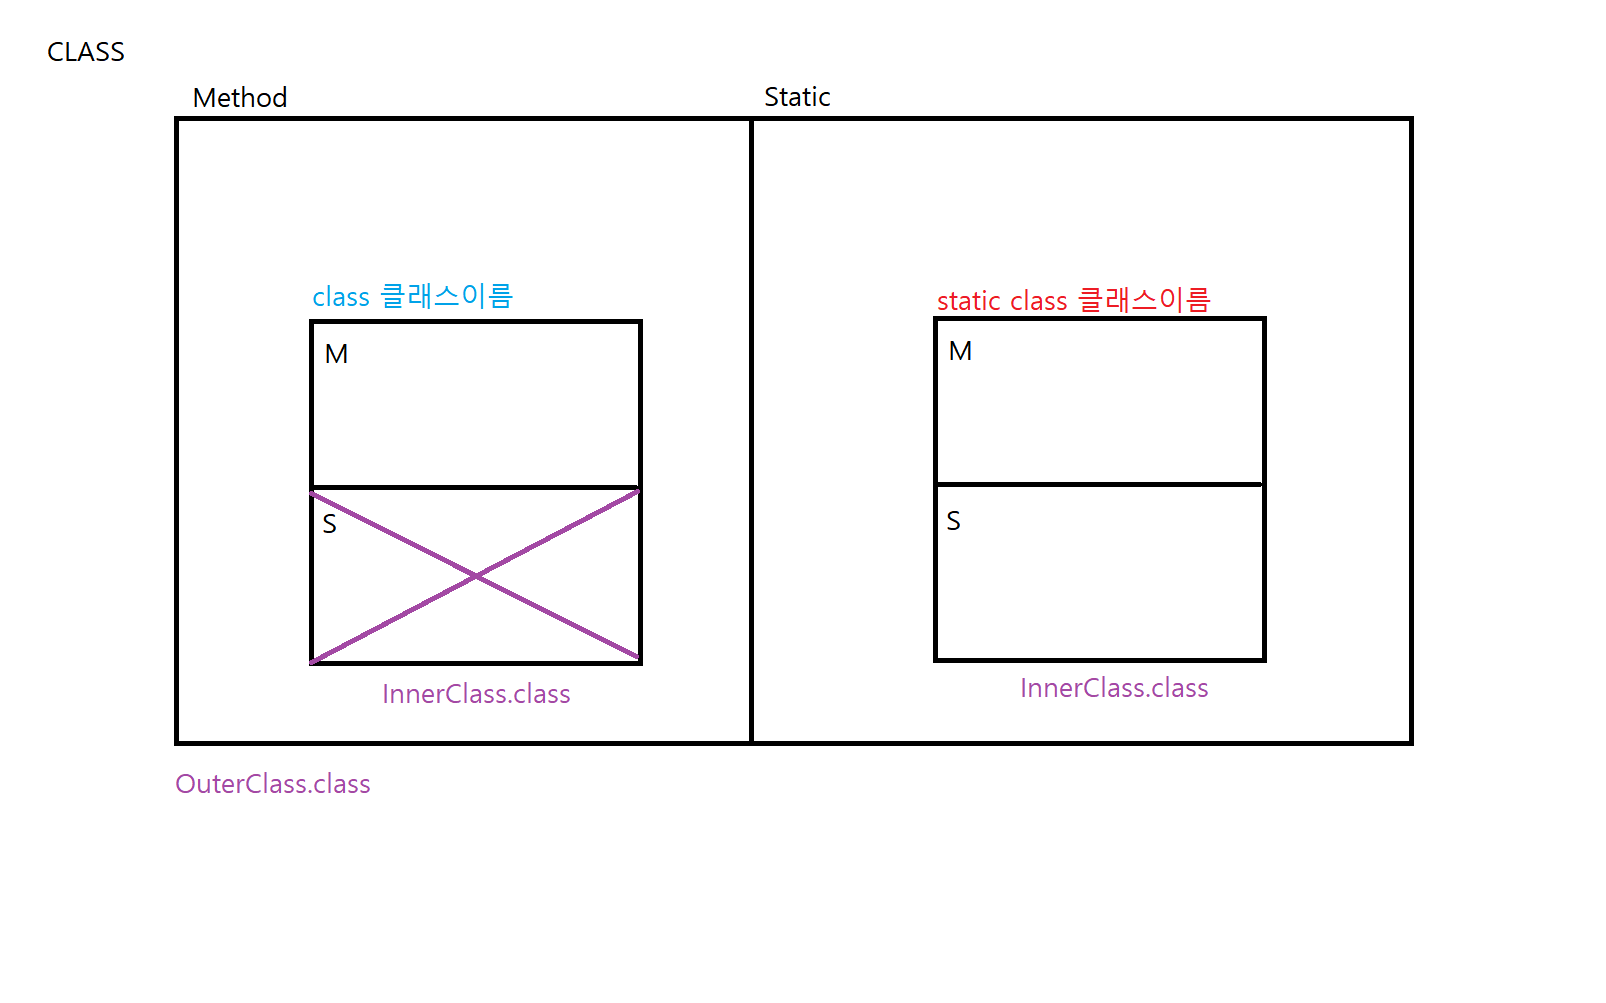 CLASS
Method
Static
class 클래스이름
static class 클래스이름
M
M
S
S
InnerClass.class
InnerClass.class
OuterClass.class